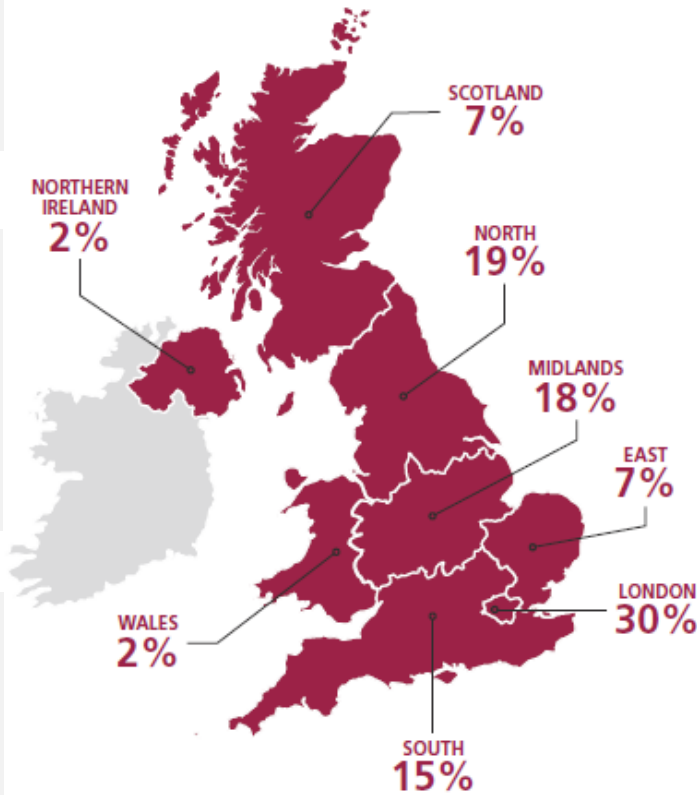 SCOTLAND
7%
NORTHERN
IRELAND
2%
NORTH
19%
MIDLANDS
18%
EAST
7%
LONDON
30%
WALES
2%
SOUTH
15%